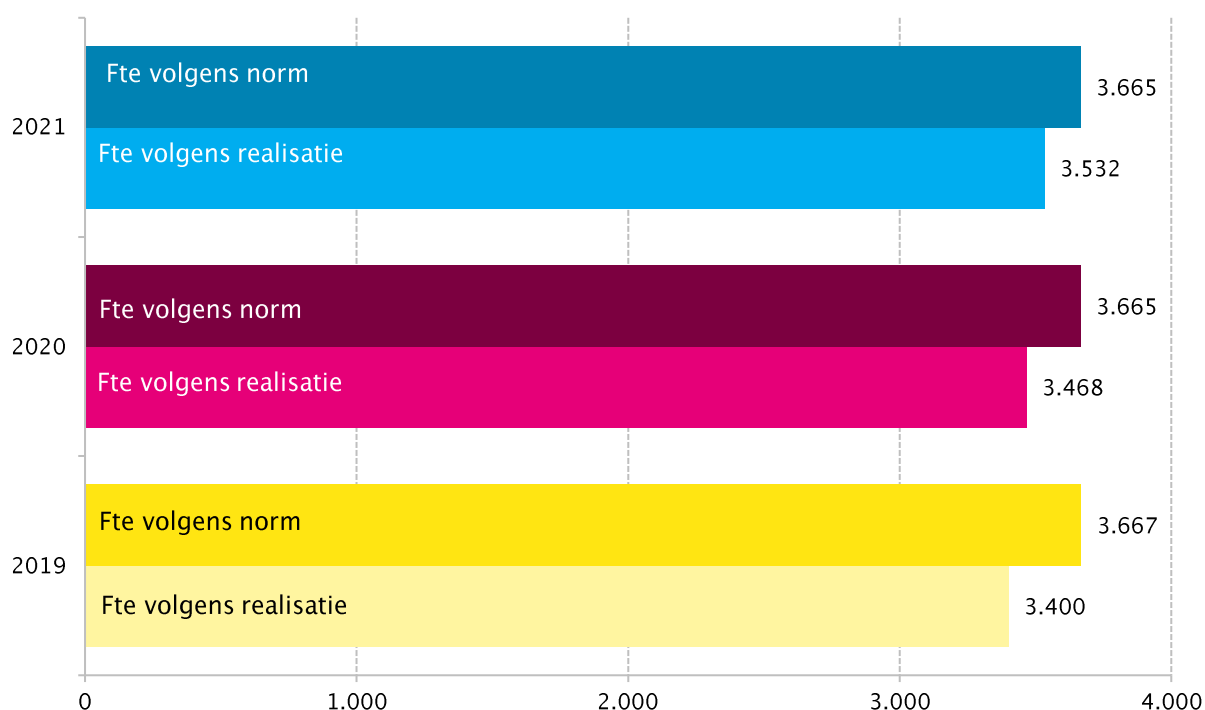 Fte volgens norm
3.665
2021
Fte volgens realisatie
3.532
Fte volgens norm
3.665
2020
Fte volgens realisatie
3.468
Fte volgens norm
3.667
2019
Fte volgens realisatie
3.400
0 1.000 2.000 3.000 4.000